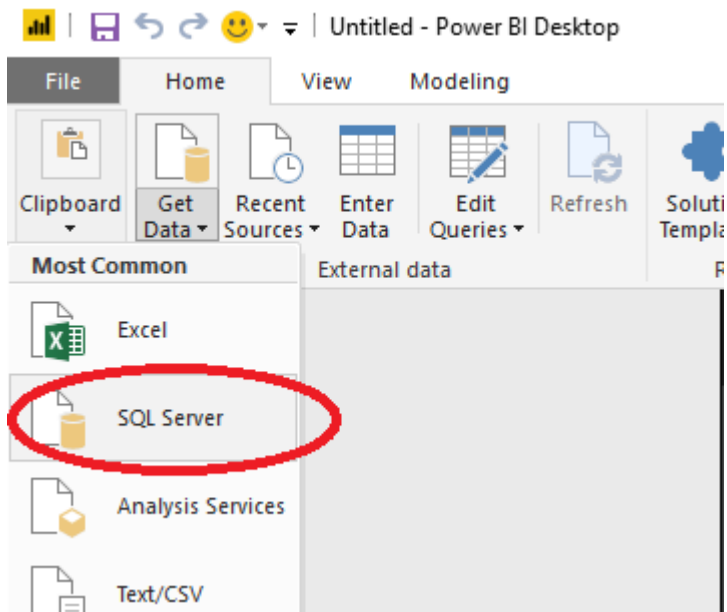 Untitled - Power BI Desktop
File Home View Modeling
Clipboard Get Data Recent Sources Enter Data Edit Queries Refresh
Most Common External data
Excel
SQL Server
Analysis Services
Text/CSV